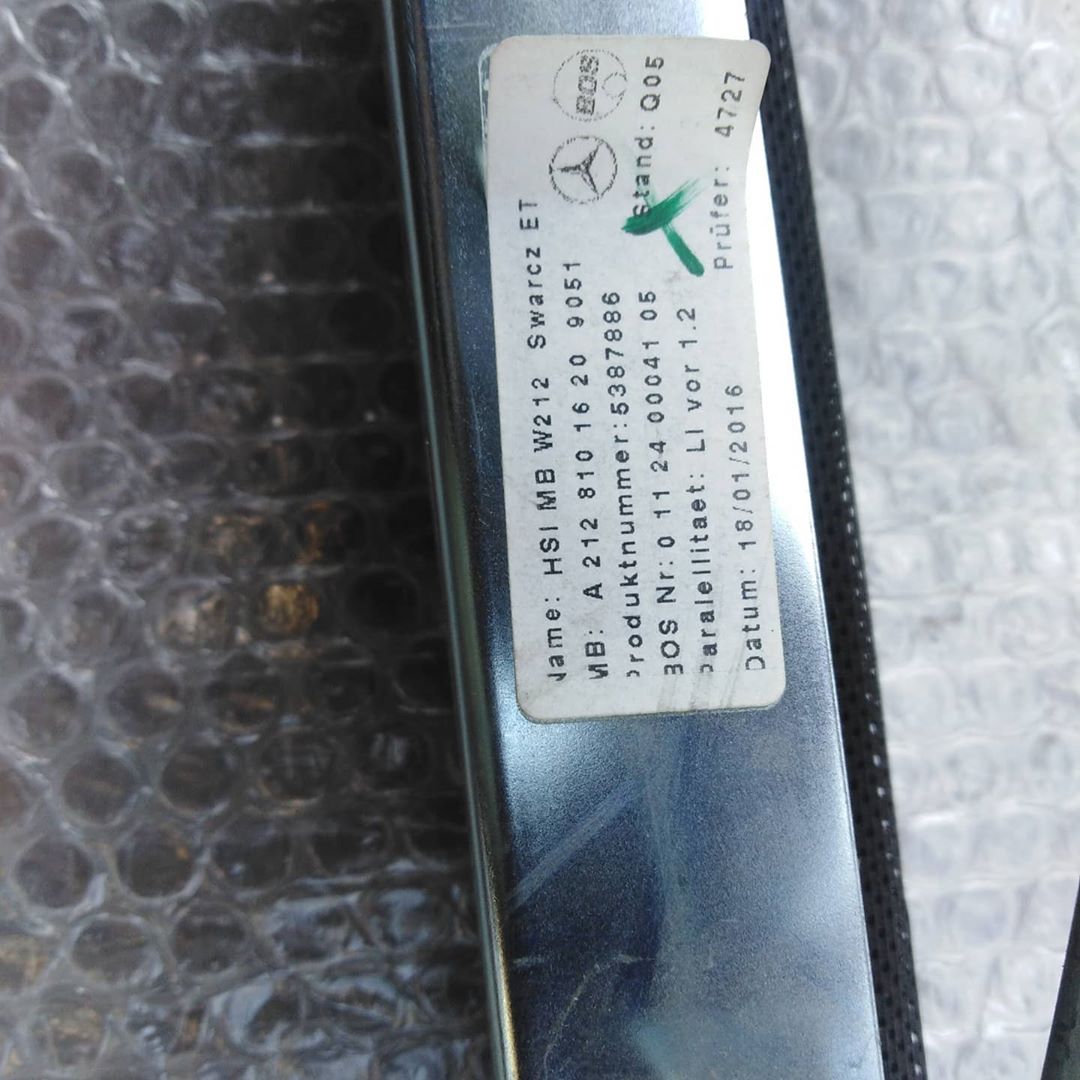 BOS
Name: HSI MB W212 Swarcz ET
MB: A 212 810 16 20 9051
Produktnummer:5387886
BOS Nr: 0 11 24 00041 05
stand: Q05
Paralellitaet: LI vor 1.2
Datum: 18/01/2016
Prüfer: 4727